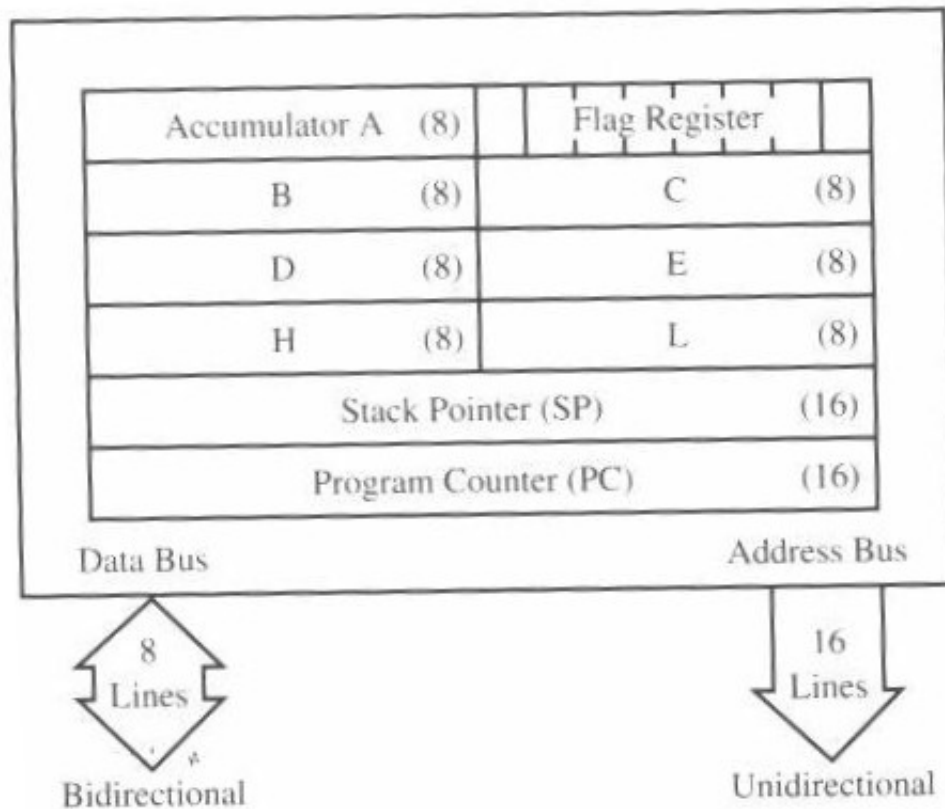 Accumulator A (8) Flag Register
B (8) C (8)
D (8) E (8)
H (8) L (8)
Stack Pointer (SP) (16)
Program Counter (PC) (16)
Data Bus Address Bus
8 16
Lines Lines
Bidirectional Unidirectional